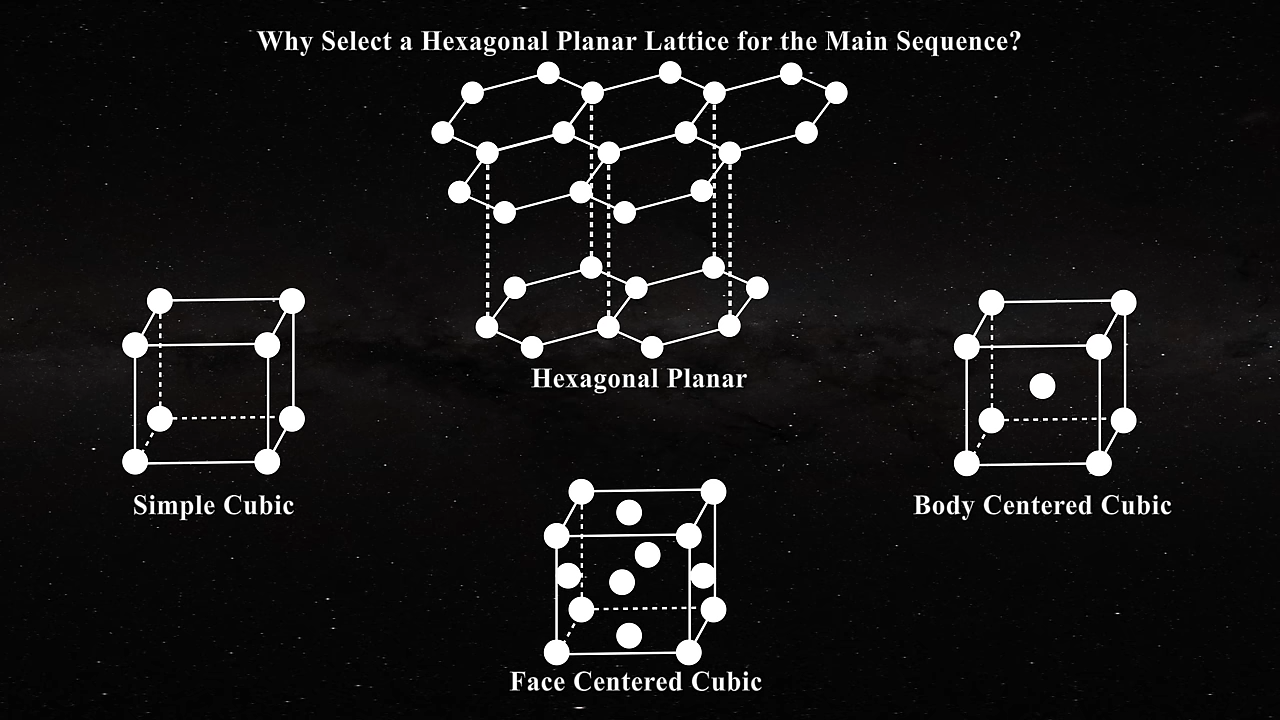 Why Select a Hexagonal Planar Lattice for the Main Sequence?
Hexagonal Planar
Simple Cubic
Body Centered Cubic
Face Centered Cubic